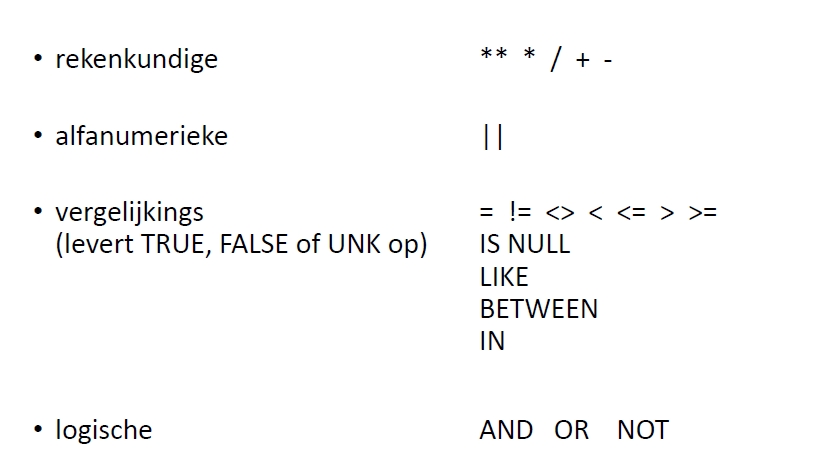 • rekenkundige ** * / + -
• alfanumerieke ||
• vergelijkings = != <> < <= > >=
(levert TRUE, FALSE of UNK op) IS NULL
LIKE
BETWEEN
IN
• logische AND OR NOT